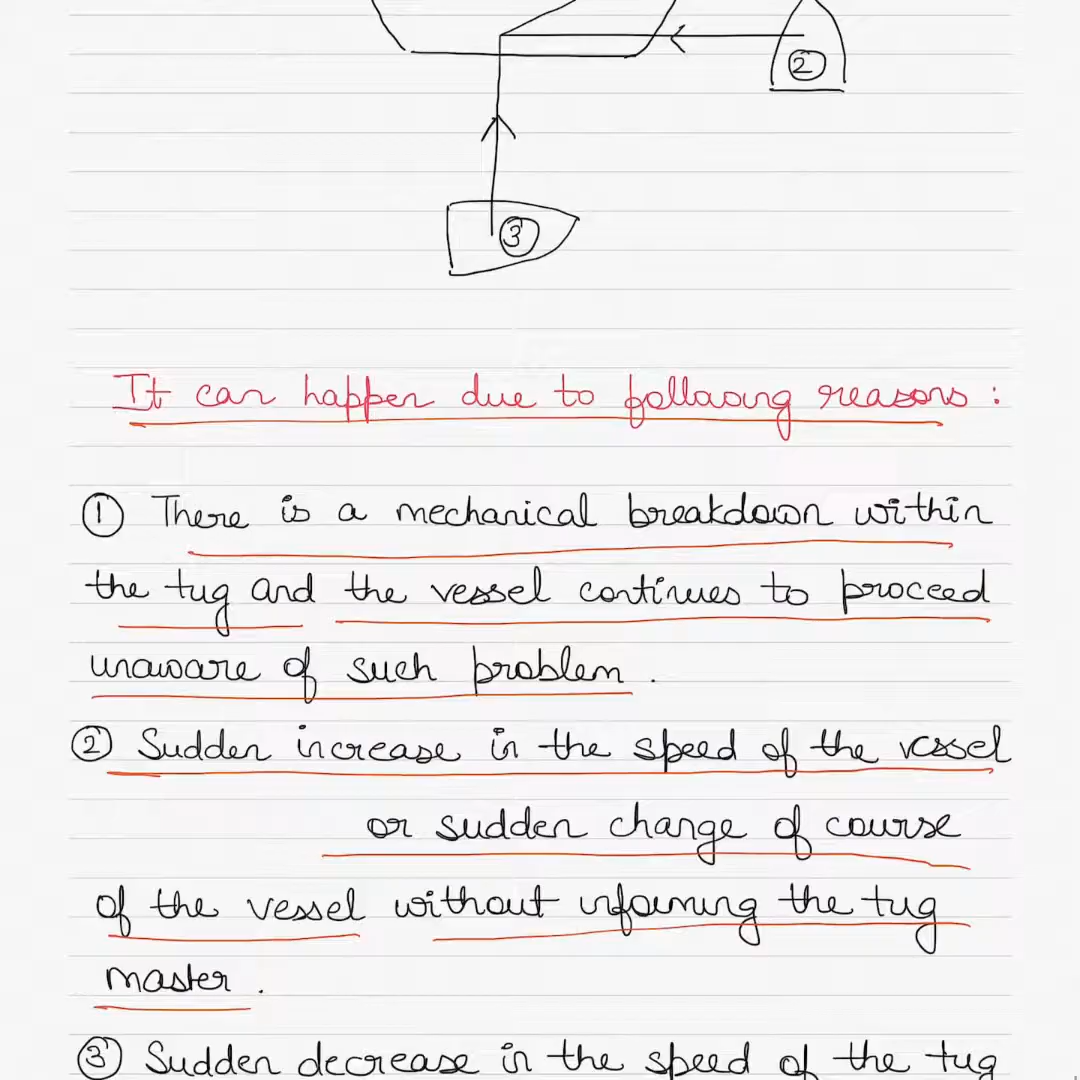 2
3
It can happen due to following reasons :
1 There is a mechanical breakdown within
the tug and the vessel continues to proceed
unaware of such problem .
2 Sudden increase in the speed of the vessel
or sudden change of course
of the vessel without informing the tug
master .
3 Sudden decrease in the speed of the tug